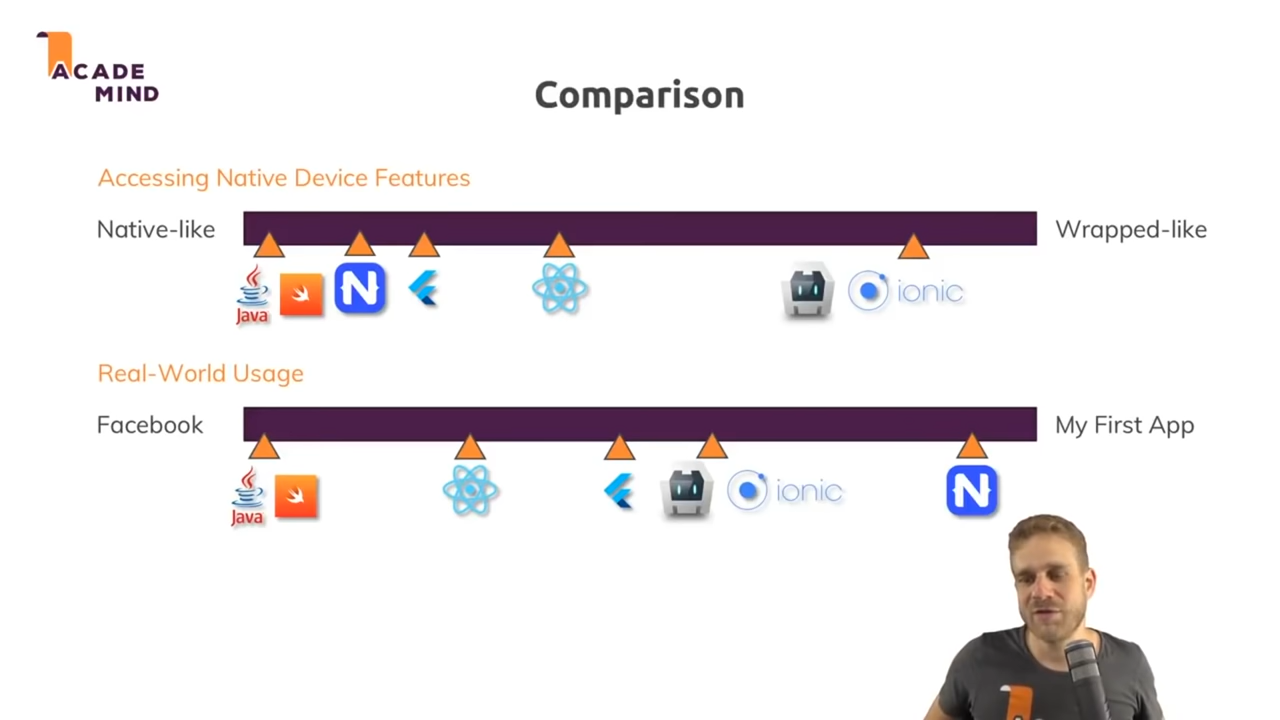 ACADE
MIND
Comparison
Accessing Native Device Features
Native-like
Wrapped-like
Java
N
ionic
Real-World Usage
Facebook
My First App
Java
ionic
N